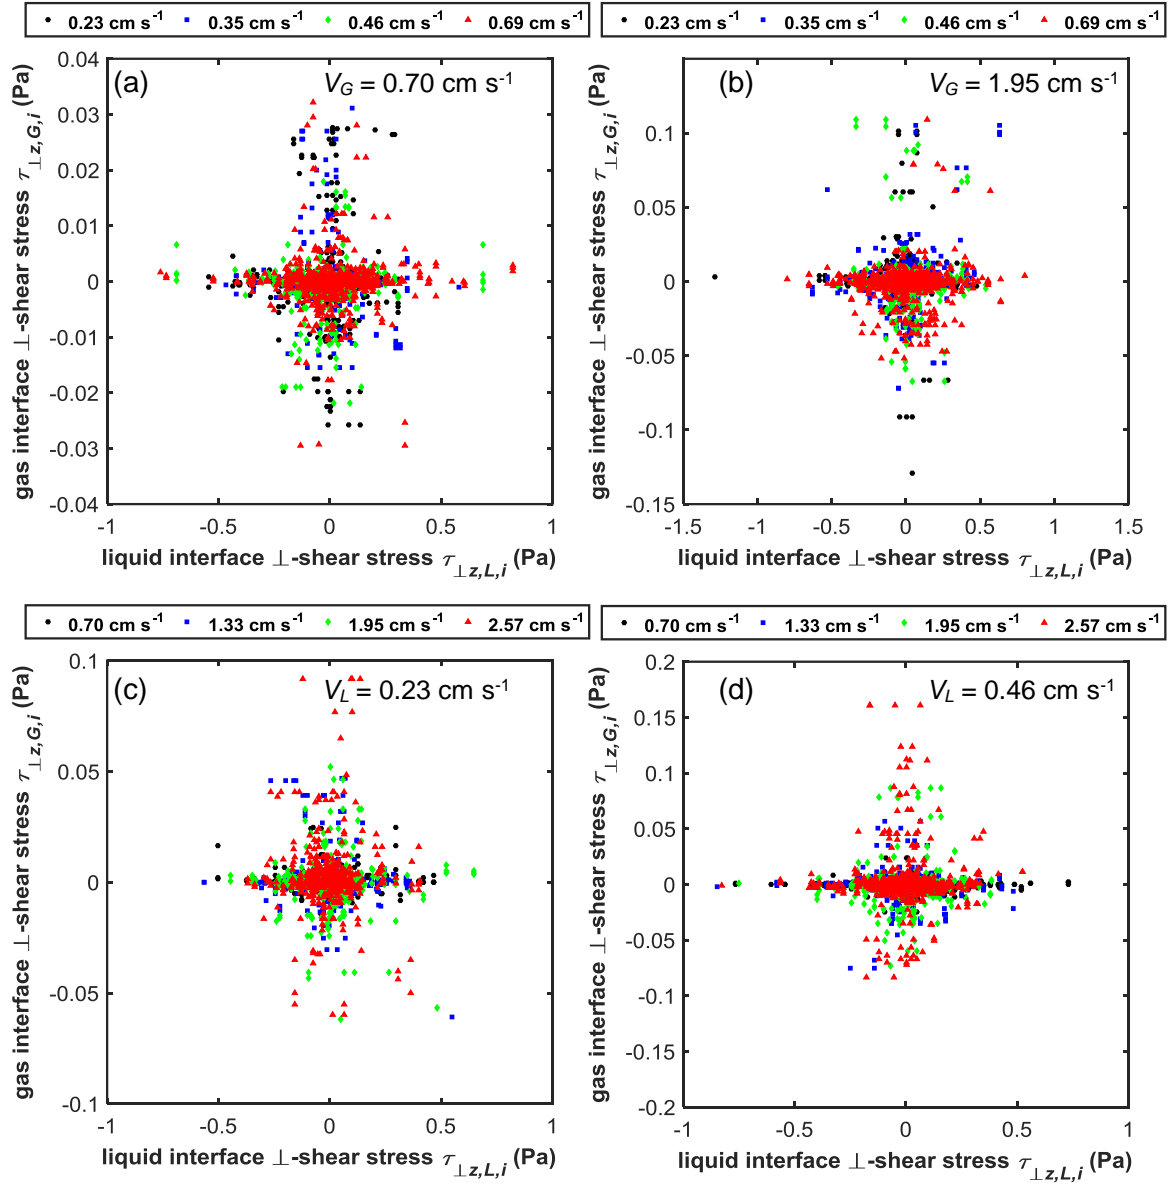 0.23 cm s⁻¹ 0.35 cm s⁻¹ 0.46 cm s⁻¹ 0.69 cm s⁻¹
(a) V_G = 0.70 cm s⁻¹
gas interface ⊥-shear stress τ_⊥z,G,i (Pa)
0.04
0.03
0.02
0.01
0
-0.01
-0.02
-0.03
-0.04
-1 -0.5 0 0.5 1
liquid interface ⊥-shear stress τ_⊥z,L,i (Pa)
0.23 cm s⁻¹ 0.35 cm s⁻¹ 0.46 cm s⁻¹ 0.69 cm s⁻¹
(b) V_G = 1.95 cm s⁻¹
gas interface ⊥-shear stress τ_⊥z,G,i (Pa)
0.1
0.05
0
-0.05
-0.1
-0.15
-1.5 -1 -0.5 0 0.5 1 1.5
liquid interface ⊥-shear stress τ_⊥z,L,i (Pa)
0.70 cm s⁻¹ 1.33 cm s⁻¹ 1.95 cm s⁻¹ 2.57 cm s⁻¹
(c) V_L = 0.23 cm s⁻¹
gas interface ⊥-shear stress τ_⊥z,G,i (Pa)
0.1
0.05
0
-0.05
-0.1
-1 -0.5 0 0.5 1
liquid interface ⊥-shear stress τ_⊥z,L,i (Pa)
0.70 cm s⁻¹ 1.33 cm s⁻¹ 1.95 cm s⁻¹ 2.57 cm s⁻¹
(d) V_L = 0.46 cm s⁻¹
gas interface ⊥-shear stress τ_⊥z,G,i (Pa)
0.2
0.15
0.1
0.05
0
-0.05
-0.1
-0.15
-0.2
-1 -0.5 0 0.5 1
liquid interface ⊥-shear stress τ_⊥z,L,i (Pa)